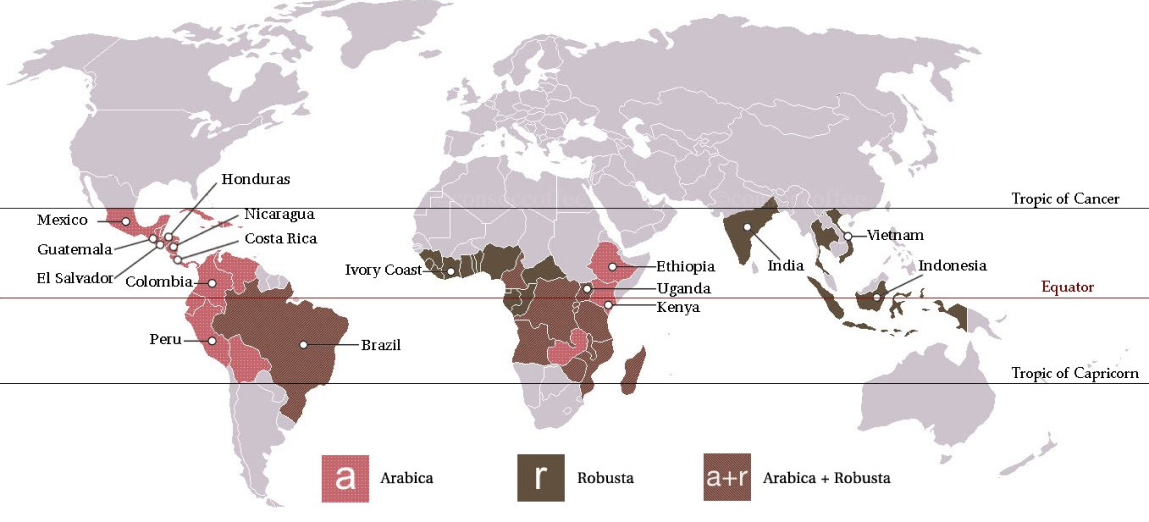 Honduras
Tropic of Cancer
Mexico
Nicaragua
Guatemala
Costa Rica
Vietnam
El Salvador
Colombia
Ivory Coast
Ethiopia
India
Indonesia
Uganda
Equator
Kenya
Peru
Brazil
Tropic of Capricorn
a Arabica
r Robusta
a+r Arabica + Robusta